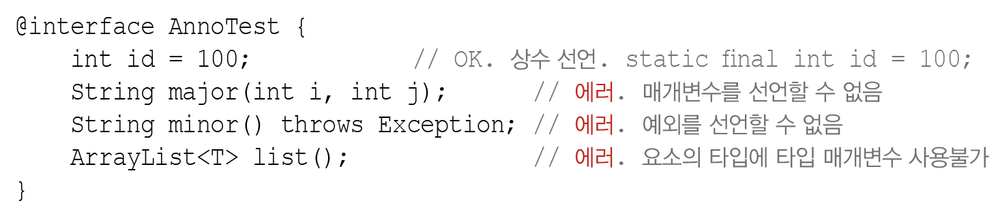 @interface AnnoTest {
    int id = 100;            // OK. 상수 선언. static final int id = 100;
    String major(int i, int j);      // 에러. 매개변수를 선언할 수 없음
    String minor() throws Exception; // 에러. 예외를 선언할 수 없음
    ArrayList<T> list();             // 에러. 요소의 타입에 타입 매개변수 사용불가
}